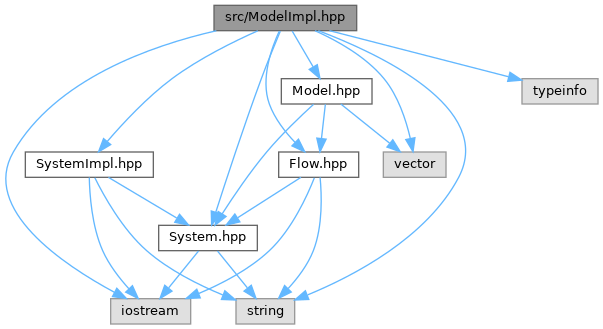 src/ModelImpl.hpp
Model.hpp
typeinfo
SystemImpl.hpp
Flow.hpp
vector
System.hpp
iostream
string